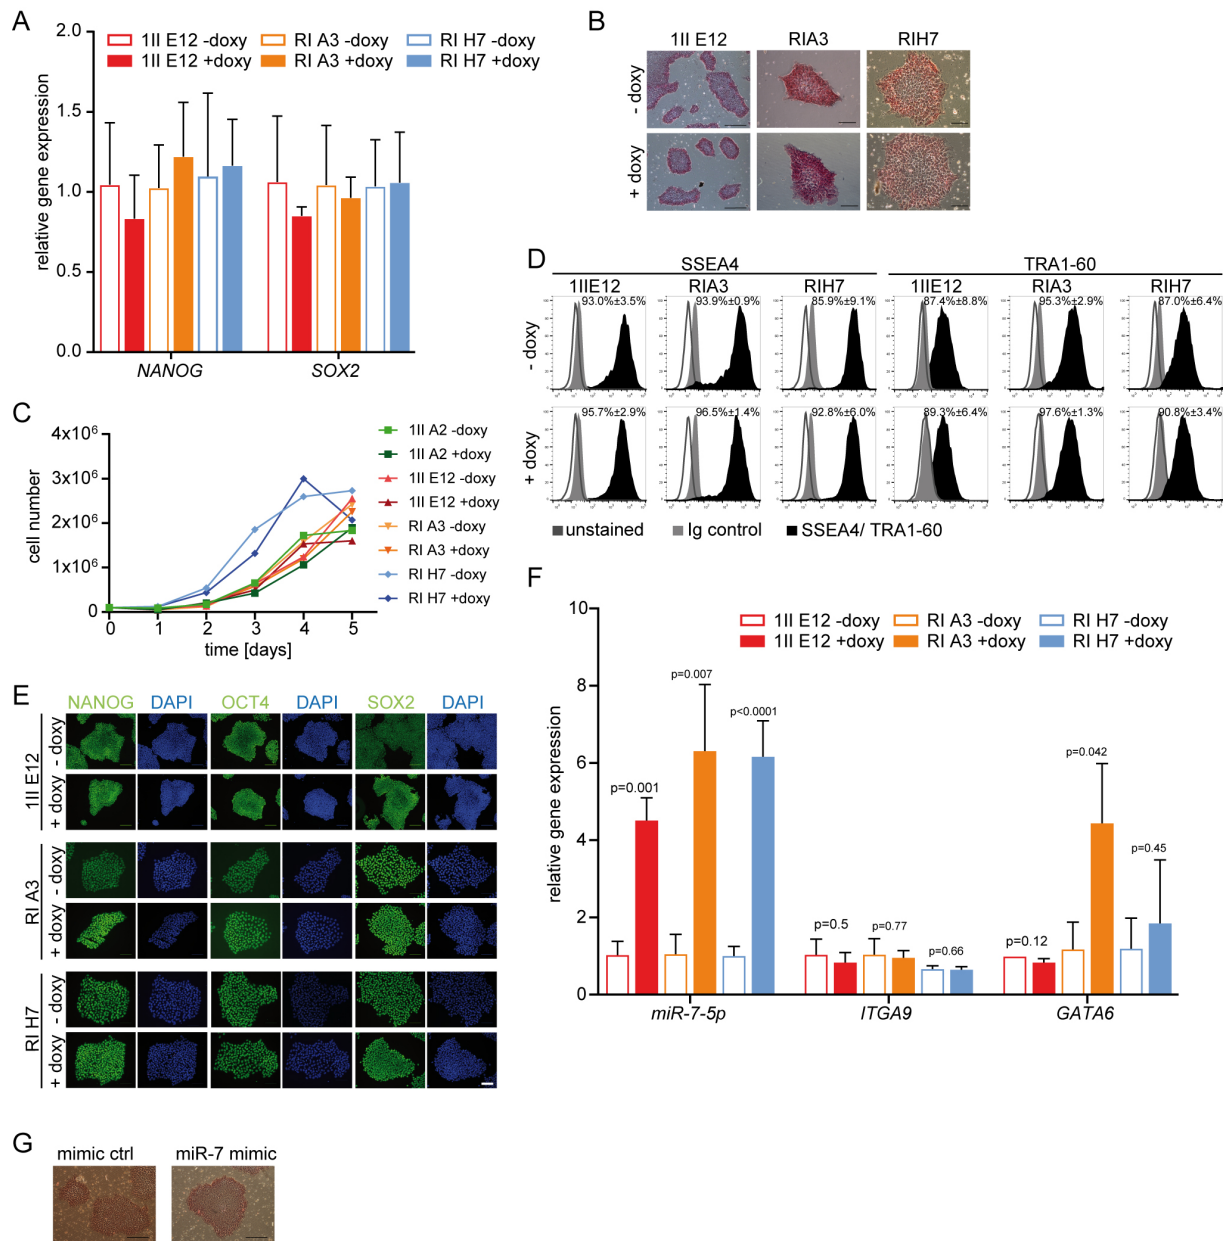 A
2.0
1.5
1.0
0.5
0.0
relative gene expression
1II E12 -doxy
RI A3 -doxy
RI H7 -doxy
1II E12 +doxy
RI A3 +doxy
RI H7 +doxy
NANOG
SOX2
B
1II E12
RIA3
RIH7
- doxy
+ doxy
C
4x10⁶
3x10⁶
2x10⁶
1x10⁶
0
cell number
0 1 2 3 4 5
time [days]
1II A2 -doxy
1II A2 +doxy
1II E12 -doxy
1II E12 +doxy
RI A3 -doxy
RI A3 +doxy
RI H7 -doxy
RI H7 +doxy
D
SSEA4
TRA1-60
1IIE12
RIA3
RIH7
1IIE12
RIA3
RIH7
- doxy
93.0%±3.5%
93.9%±0.9%
85.9%±9.1%
87.4%±8.8%
95.3%±2.9%
87.0%±6.4%
+ doxy
95.7%±2.9%
96.5%±1.4%
92.8%±6.0%
89.3%±6.4%
97.6%±1.3%
90.8%±3.4%
unstained
Ig control
SSEA4/ TRA1-60
E
NANOG
DAPI
OCT4
DAPI
SOX2
DAPI
1II E12
- doxy
+ doxy
RI A3
- doxy
+ doxy
RI H7
- doxy
+ doxy
F
10
8
6
4
2
0
relative gene expression
1II E12 -doxy
RI A3 -doxy
RI H7 -doxy
1II E12 +doxy
RI A3 +doxy
RI H7 +doxy
p=0.001
p=0.007
p<0.0001
p=0.5
p=0.77
p=0.66
p=0.12
p=0.042
p=0.45
miR-7-5p
ITGA9
GATA6
G
mimic ctrl
miR-7 mimic